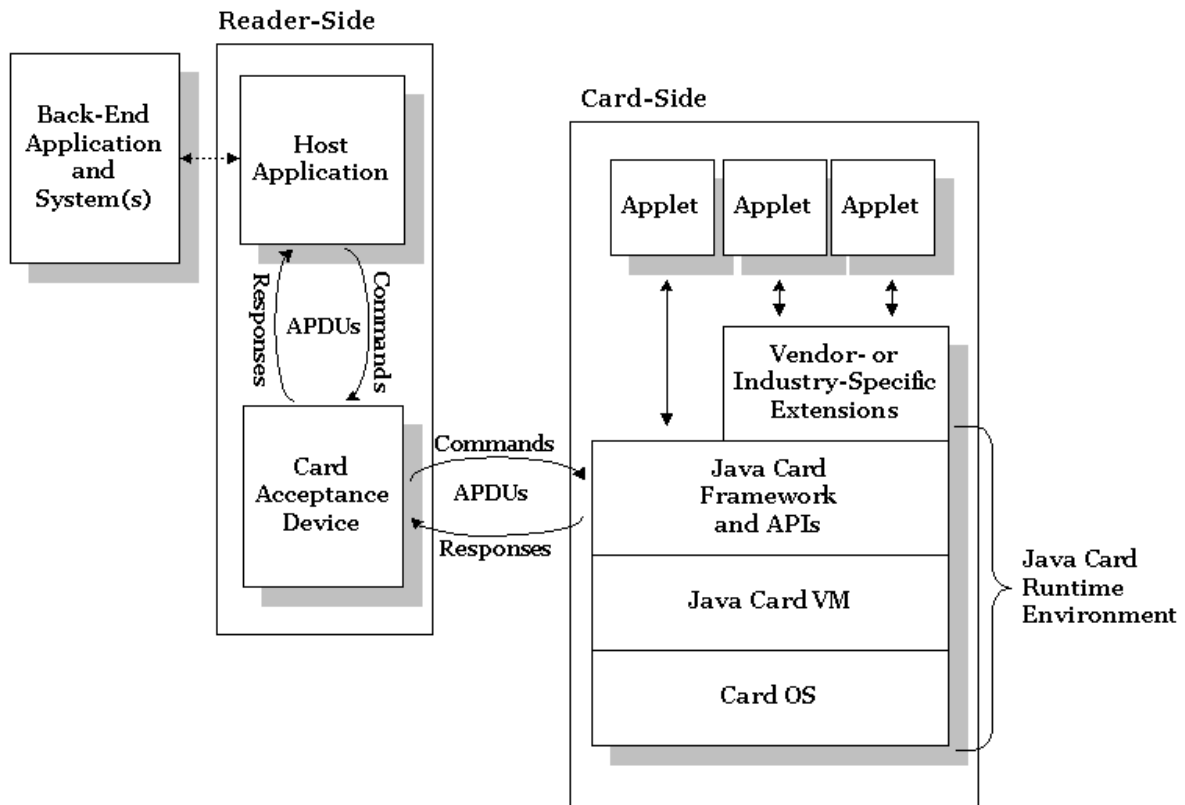 Reader-Side
Back-End
Application
and
System(s)
Host
Application
Responses
APDUs
Commands
Card
Acceptance
Device
Commands
APDUs
Responses
Card-Side
Applet
Applet
Applet
Vendor- or
Industry-Specific
Extensions
Java Card
Framework
and APIs
Java Card VM
Card OS
Java Card
Runtime
Environment